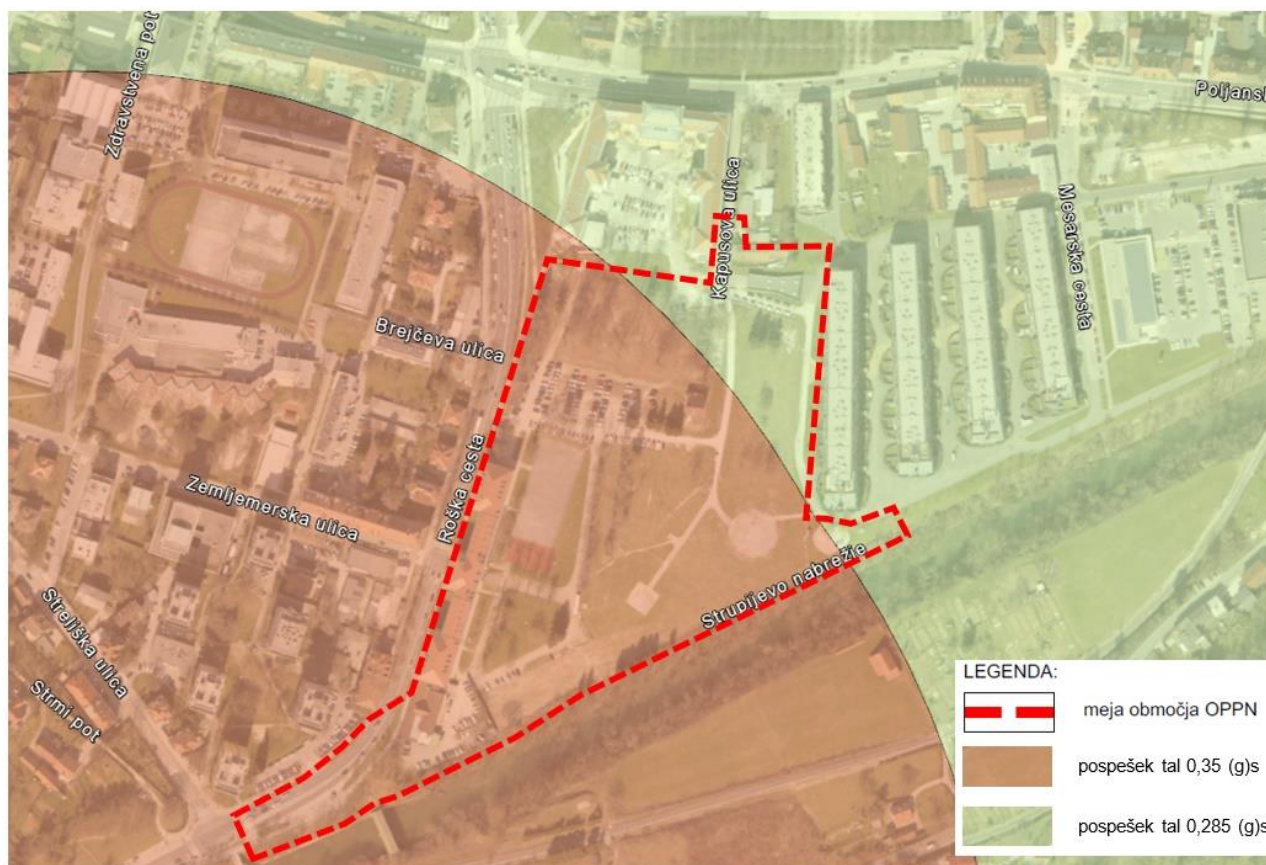 Zdravstvena pot
Poljansk
Kapusova ulica
Mesarska cesta
Brejčeva ulica
Roška cesta
Zemljemerska ulica
Strupijevo nabrežje
Streliška ulica
Strmi pot
LEGENDA:
meja območja OPPN
pospešek tal 0,35 (g)s
pospešek tal 0,285 (g)s